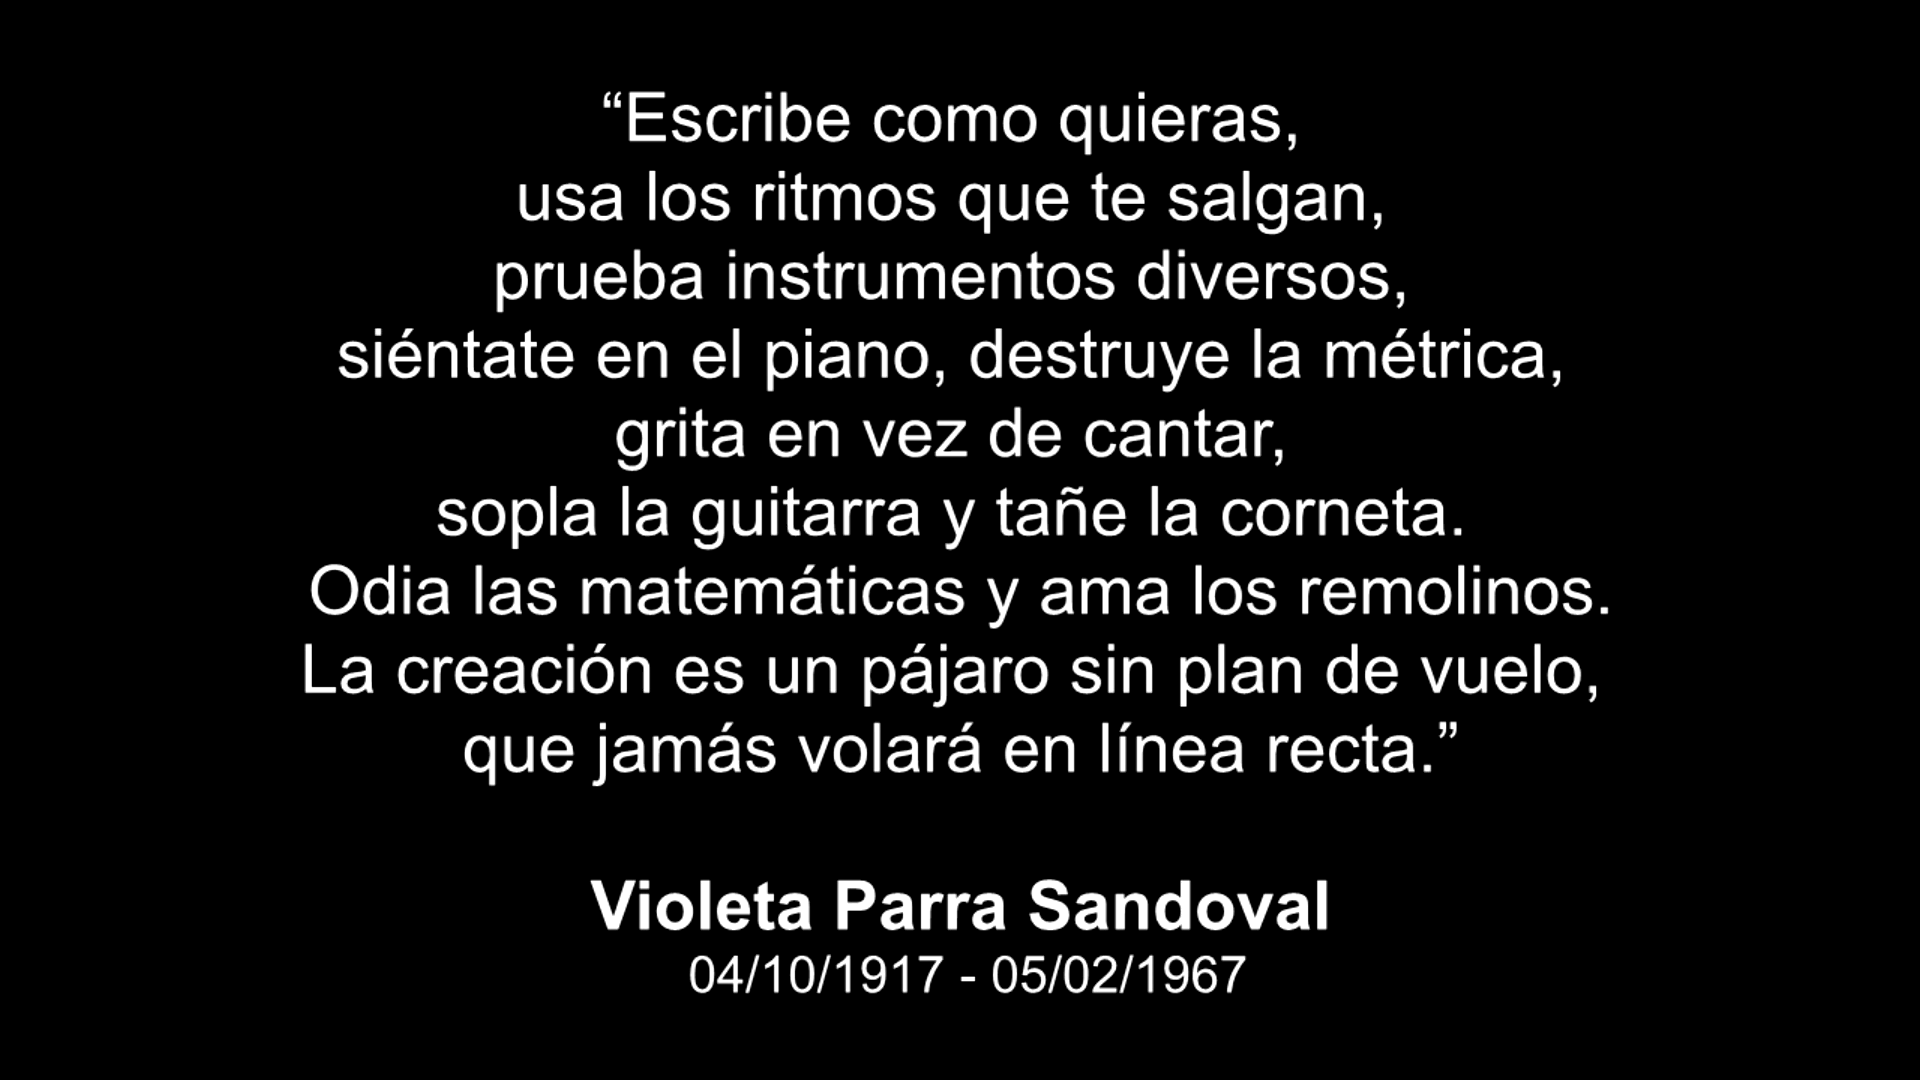 “Escribe como quieras,
usa los ritmos que te salgan,
prueba instrumentos diversos,
siéntate en el piano, destruye la métrica,
grita en vez de cantar,
sopla la guitarra y tañe la corneta.
Odia las matemáticas y ama los remolinos.
La creación es un pájaro sin plan de vuelo,
que jamás volará en línea recta.”
Violeta Parra Sandoval
04/10/1917 - 05/02/1967